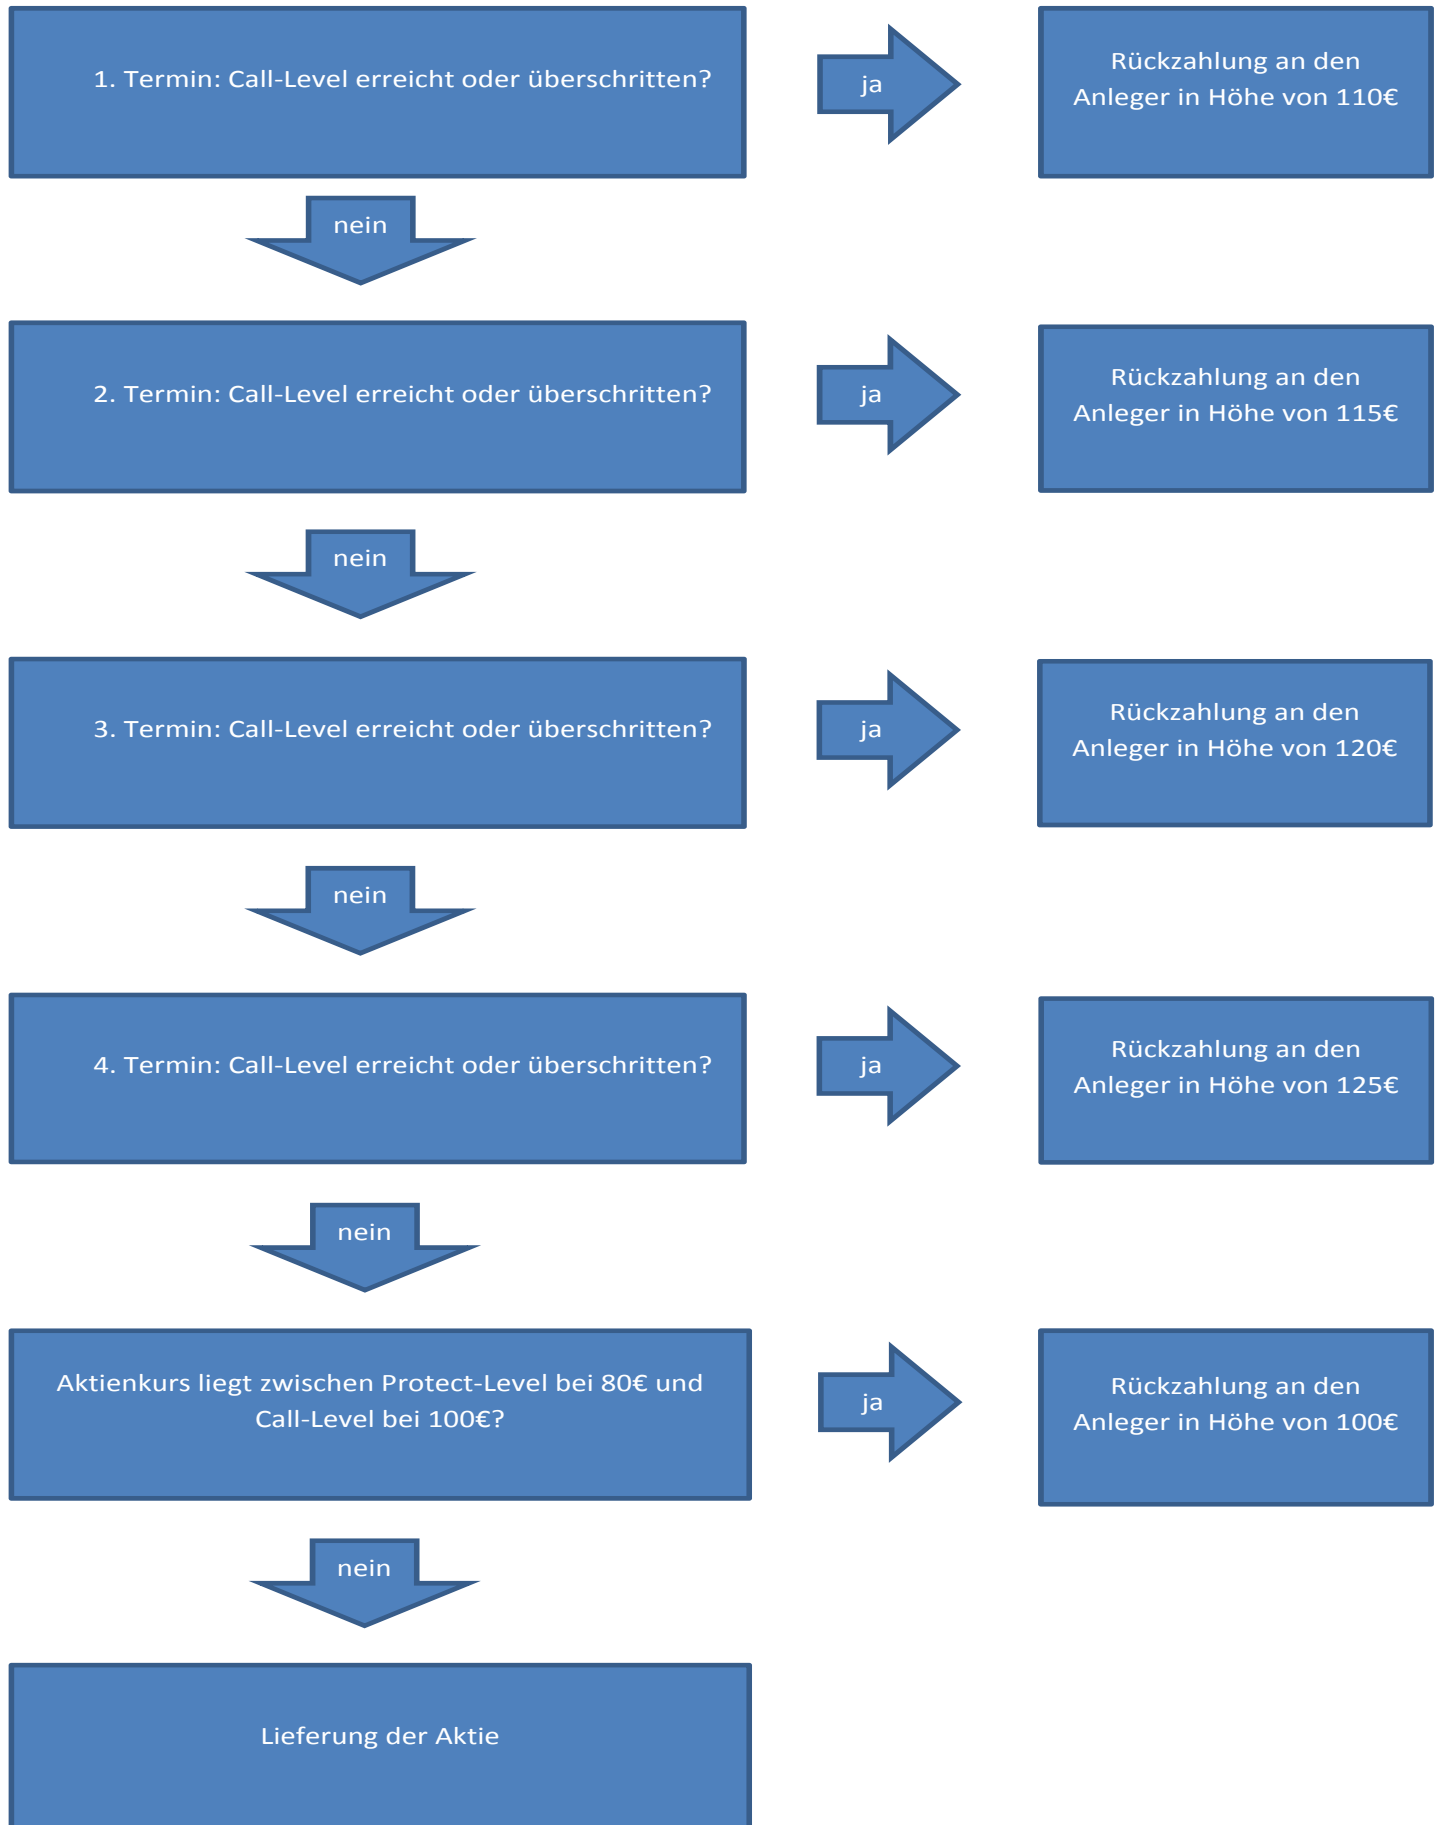 1. Termin: Call-Level erreicht oder überschritten?
ja
Rückzahlung an den
Anleger in Höhe von 110€
nein
2. Termin: Call-Level erreicht oder überschritten?
ja
Rückzahlung an den
Anleger in Höhe von 115€
nein
3. Termin: Call-Level erreicht oder überschritten?
ja
Rückzahlung an den
Anleger in Höhe von 120€
nein
4. Termin: Call-Level erreicht oder überschritten?
ja
Rückzahlung an den
Anleger in Höhe von 125€
nein
Aktienkurs liegt zwischen Protect-Level bei 80€ und
Call-Level bei 100€?
ja
Rückzahlung an den
Anleger in Höhe von 100€
nein
Lieferung der Aktie